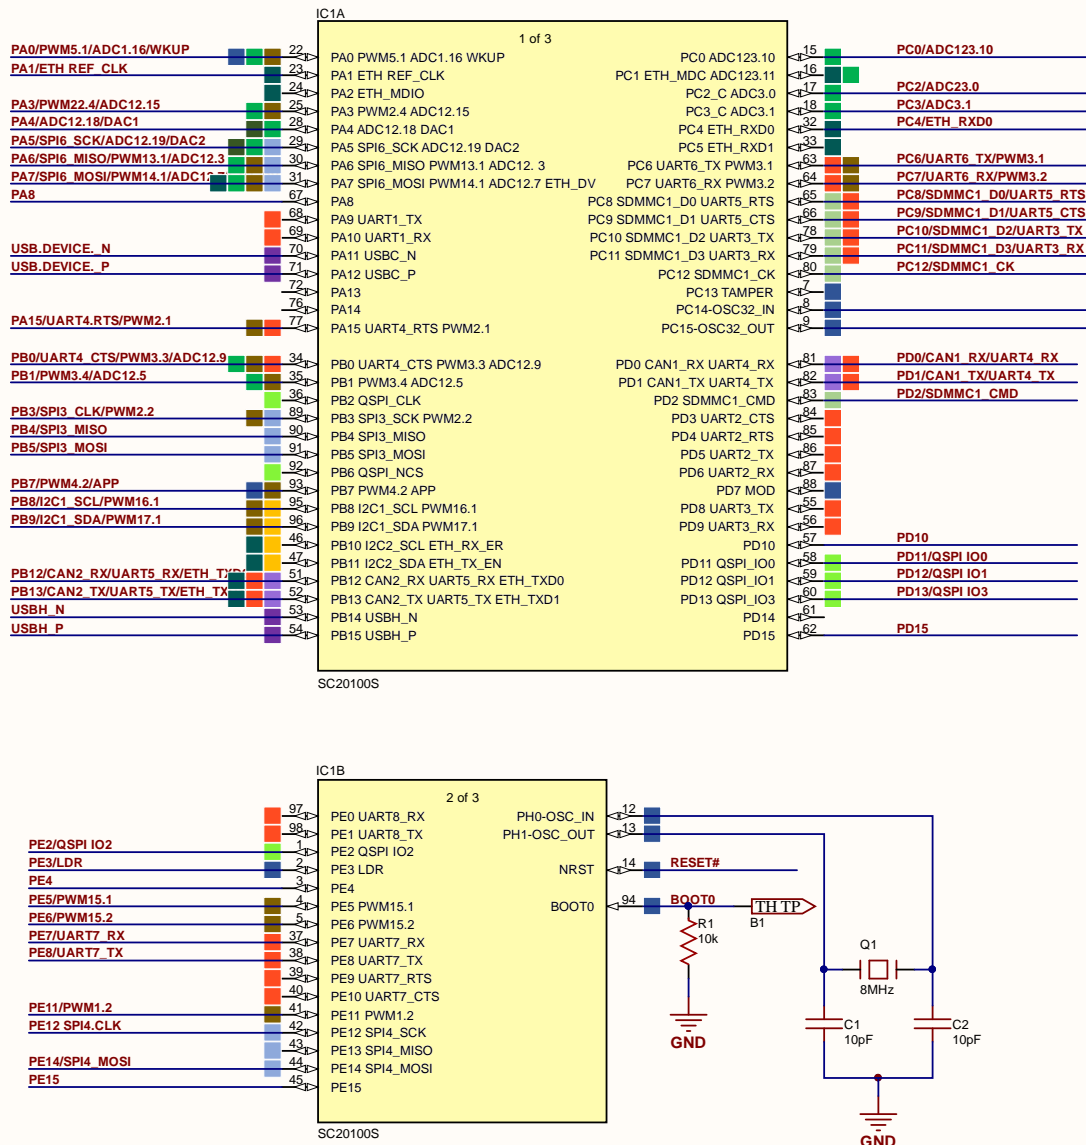 IC1A
1 of 3
PA0/PWM5.1/ADC1.16/WKUP 22 PA0 PWM5.1 ADC1.16 WKUP PC0 ADC123.10 15 PC0/ADC123.10
PA1/ETH REF_CLK 23 PA1 ETH REF_CLK PC1 ETH_MDC ADC123.11 16
24 PA2 ETH_MDIO PC2_C ADC3.0 17 PC2/ADC23.0
PA3/PWM22.4/ADC12.15 25 PA3 PWM2.4 ADC12.15 PC3_C ADC3.1 18 PC3/ADC3.1
PA4/ADC12.18/DAC1 28 PA4 ADC12.18 DAC1 PC4 ETH_RXD0 32 PC4/ETH_RXD0
PA5/SPI6_SCK/ADC12.19/DAC2 29 PA5 SPI6_SCK ADC12.19 DAC2 PC5 ETH_RXD1 33
PA6/SPI6_MISO/PWM13.1/ADC12.3 30 PA6 SPI6_MISO PWM13.1 ADC12. 3 PC6 UART6_TX PWM3.1 63 PC6/UART6_TX/PWM3.1
PA7/SPI6_MOSI/PWM14.1/ADC12.7 31 PA7 SPI6_MOSI PWM14.1 ADC12.7 ETH_DV PC7 UART6_RX PWM3.2 64 PC7/UART6_RX/PWM3.2
PA8 67 PA8 PC8 SDMMC1_D0 UART5_RTS 65 PC8/SDMMC1_D0/UART5_RTS
68 PA9 UART1_TX PC9 SDMMC1_D1 UART5_CTS 66 PC9/SDMMC1_D1/UART5_CTS
69 PA10 UART1_RX PC10 SDMMC1_D2 UART3_TX 78 PC10/SDMMC1_D2/UART3_TX
USB.DEVICE._N 70 PA11 USBC_N PC11 SDMMC1_D3 UART3_RX 79 PC11/SDMMC1_D3/UART3_RX
USB.DEVICE._P 71 PA12 USBC_P PC12 SDMMC1_CK 80 PC12/SDMMC1_CK
72 PA13 PC13 TAMPER 7
76 PA14 PC14-OSC32_IN 8
PA15/UART4.RTS/PWM2.1 77 PA15 UART4_RTS PWM2.1 PC15-OSC32_OUT 9
PB0/UART4_CTS/PWM3.3/ADC12.9 34 PB0 UART4_CTS PWM3.3 ADC12.9 PD0 CAN1_RX UART4_RX 81 PD0/CAN1_RX/UART4_RX
PB1/PWM3.4/ADC12.5 35 PB1 PWM3.4 ADC12.5 PD1 CAN1_TX UART4_TX 82 PD1/CAN1_TX/UART4_TX
36 PB2 QSPI_CLK PD2 SDMMC1_CMD 83 PD2/SDMMC1_CMD
PB3/SPI3_CLK/PWM2.2 89 PB3 SPI3_SCK PWM2.2 PD3 UART2_CTS 84
PB4/SPI3_MISO 90 PB4 SPI3_MISO PD4 UART2_RTS 85
PB5/SPI3_MOSI 91 PB5 SPI3_MOSI PD5 UART2_TX 86
92 PB6 QSPI_NCS PD6 UART2_RX 87
PB7/PWM4.2/APP 93 PB7 PWM4.2 APP PD7 MOD 88
PB8/I2C1_SCL/PWM16.1 95 PB8 I2C1_SCL PWM16.1 PD8 UART3_TX 55
PB9/I2C1_SDA/PWM17.1 96 PB9 I2C1_SDA PWM17.1 PD9 UART3_RX 56
46 PB10 I2C2_SCL ETH_RX_ER PD10 57 PD10
47 PB11 I2C2_SDA ETH_TX_EN PD11 QSPI_IO0 58 PD11/QSPI IO0
PB12/CAN2_RX/UART5_RX/ETH_TXD0 51 PB12 CAN2_RX UART5_RX ETH_TXD0 PD12 QSPI_IO1 59 PD12/QSPI IO1
PB13/CAN2_TX/UART5_TX/ETH_TX 52 PB13 CAN2_TX UART5_TX ETH_TXD1 PD13 QSPI_IO3 60 PD13/QSPI IO3
USBH_N 53 PB14 USBH_N PD14 61
USBH_P 54 PB15 USBH_P PD15 62 PD15
SC20100S
IC1B
2 of 3
97 PE0 UART8_RX PH0-OSC_IN 12
98 PE1 UART8_TX PH1-OSC_OUT 13
PE2/QSPI IO2 1 PE2 QSPI IO2
PE3/LDR 2 PE3 LDR NRST 14 RESET#
PE4 3 PE4
PE5/PWM15.1 4 PE5 PWM15.1 BOOT0 94 BOOT0 TH TP
PE6/PWM15.2 5 PE6 PWM15.2 R1 B1
PE7/UART7_RX 37 PE7 UART7_RX 10k
PE8/UART7_TX 38 PE8 UART7_TX Q1
39 PE9 UART7_RTS 8MHz
40 PE10 UART7_CTS
PE11/PWM1.2 41 PE11 PWM1.2
PE12 SPI4.CLK 42 PE12 SPI4_SCK C1 C2
43 PE13 SPI4_MISO GND 10pF 10pF
PE14/SPI4_MOSI 44 PE14 SPI4_MOSI
PE15 45 PE15
SC20100S GND